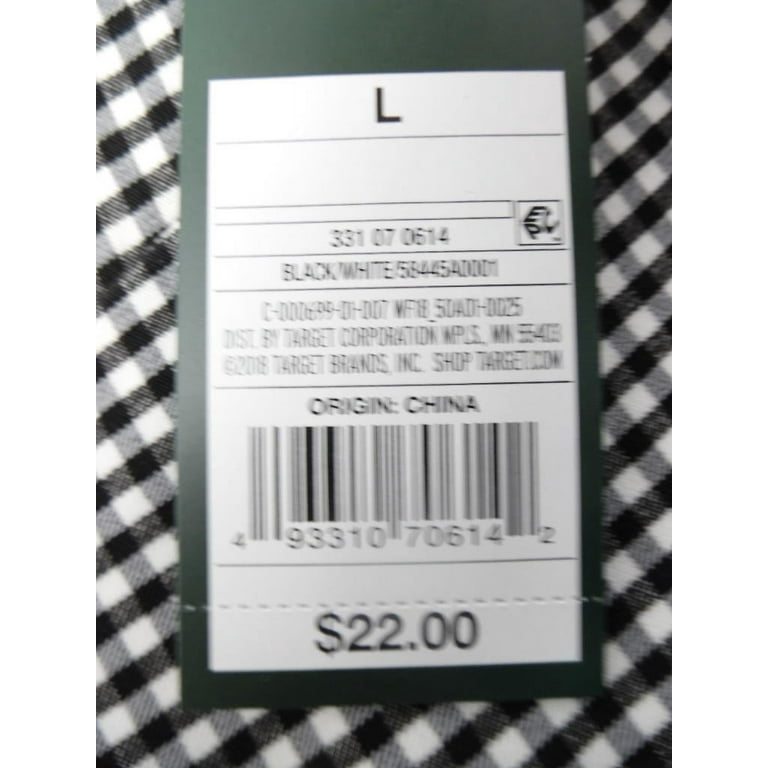 L
331 07 0614
BLACK/WHITE/58445A0001
C-000699-01-007 WF18_5DAD1-0025
DIST. BY TARGET CORPORATION MPLS., MN 55403
©2018 TARGET BRANDS, INC. SHOP TARGET.COM
ORIGIN: CHINA
4 93310 70614 2
$22.00